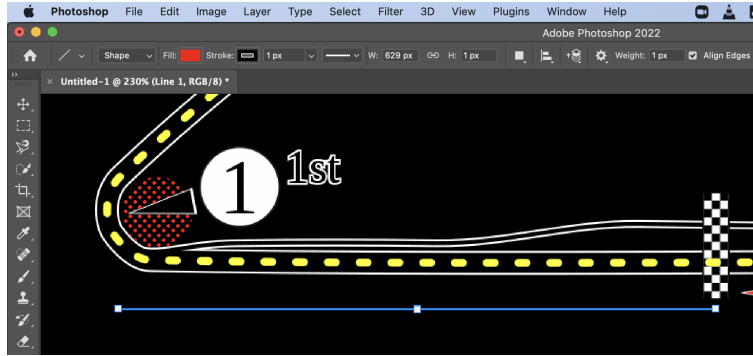 Photoshop File Edit Image Layer Type Select Filter 3D View Plugins Window Help
Adobe Photoshop 2022
Shape Fill: Stroke: 1 px W: 629 px H: 1 px Weight: 1 px Align Edges
Untitled-1 @ 230% (Line 1, RGB/8) *
1 1st